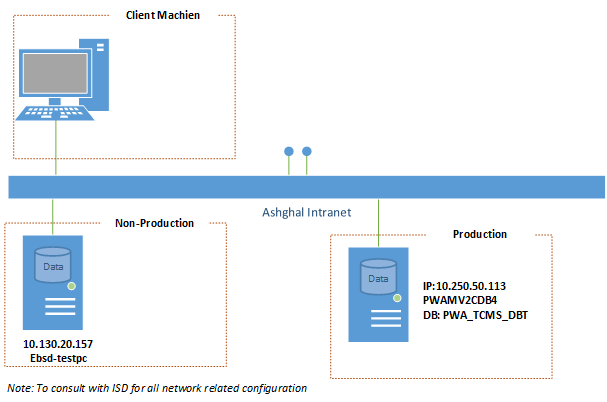 Client Machien
Ashghal Intranet
Non-Production
Data
10.130.20.157
Ebsd-testpc
Production
Data
IP:10.250.50.113
PWAMV2CDB4
DB: PWA_TCMS_DBT
Note: To consult with ISD for all network related configuration